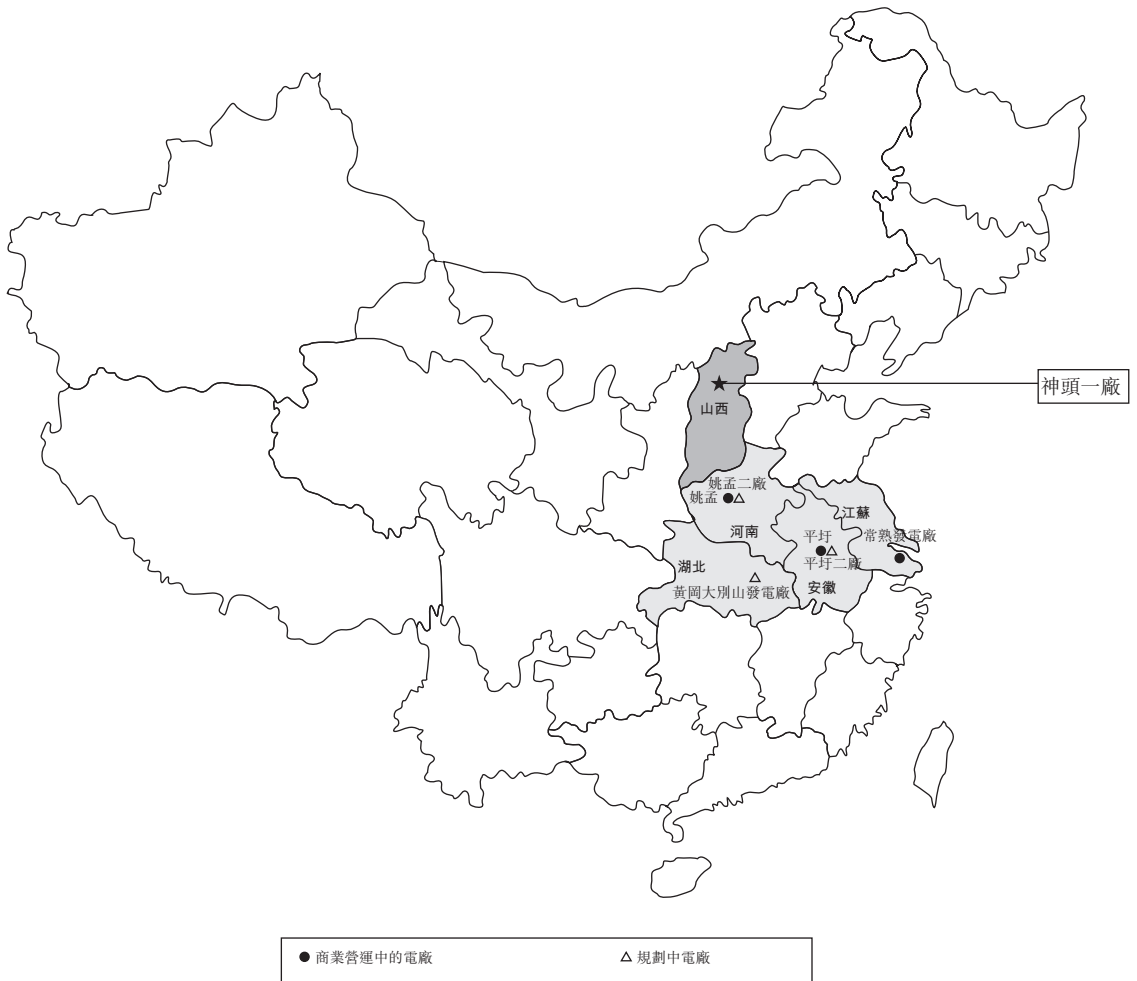 神頭一廠
山西
姚孟二廠
姚孟
河南
江蘇
常熟發電廠
平圩
平圩二廠
安徽
湖北
黃岡大別山發電廠
● 商業營運中的電廠
△ 規劃中電廠